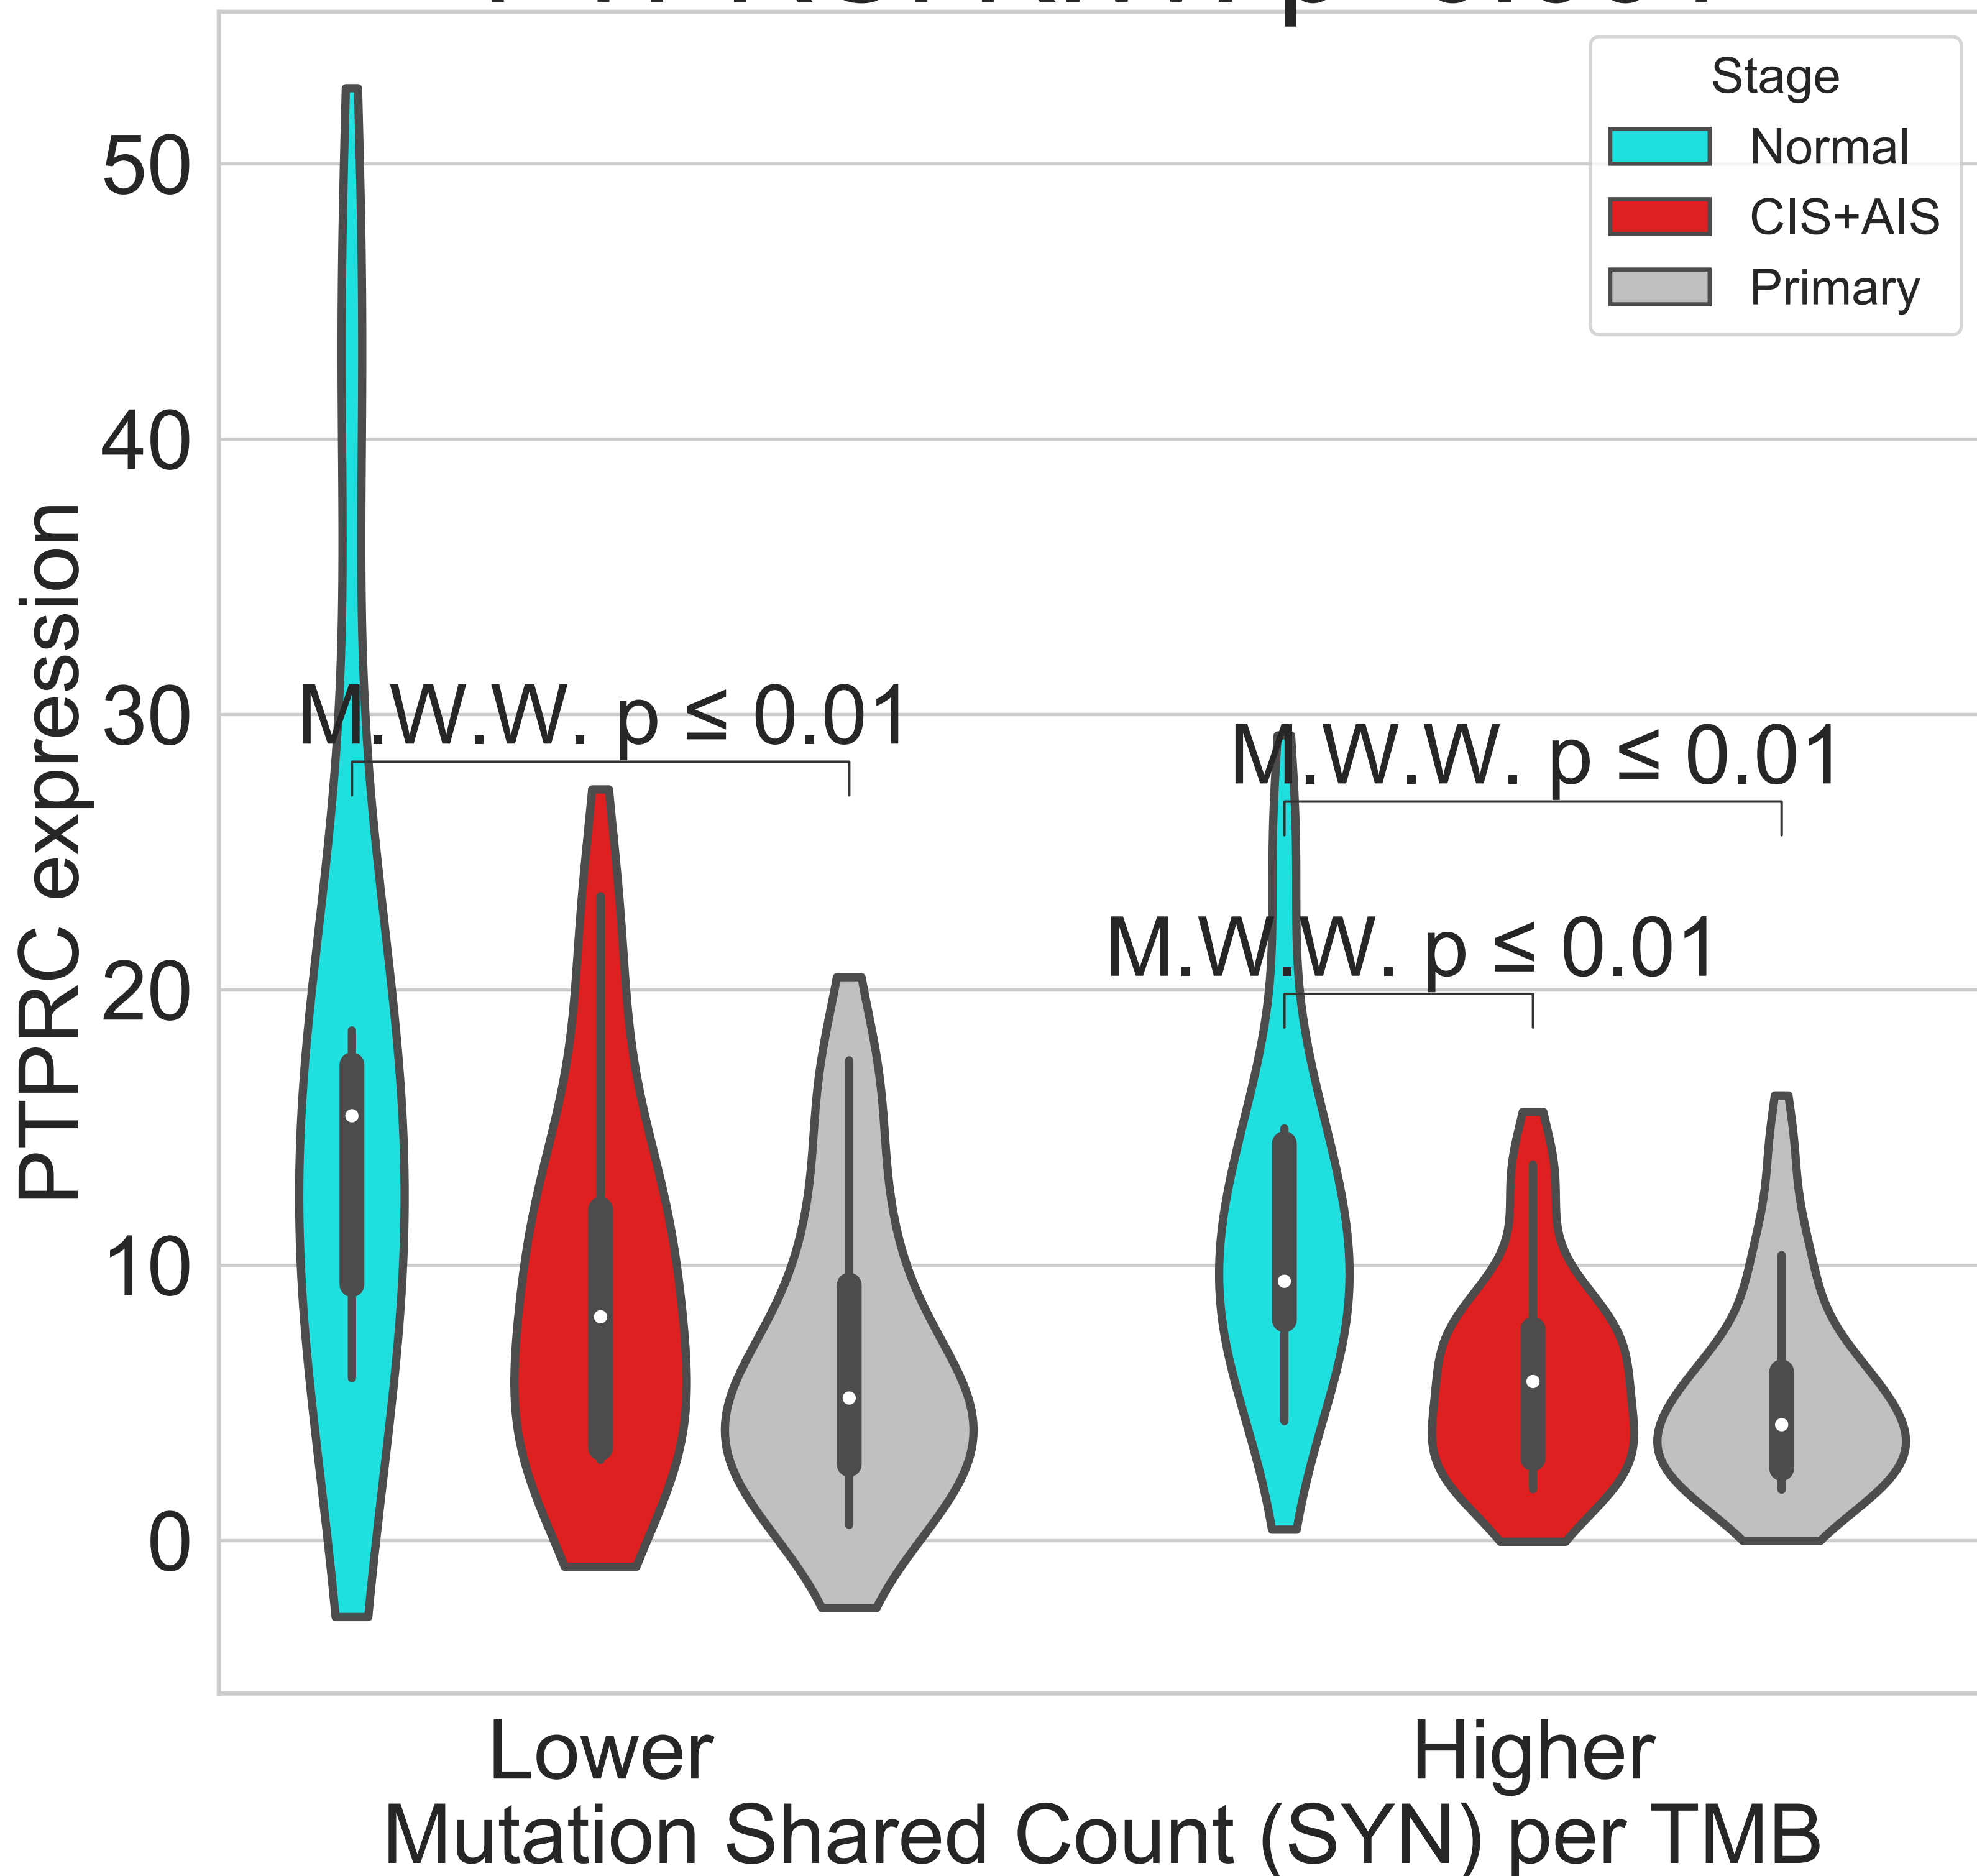 Stage
Normal
CIS+AIS
Primary
50
40
30
20
10
0
PTPRC expression
M.W.W. p ≤ 0.01
M.W.W. p ≤ 0.01
M.W.W. p ≤ 0.01
Lower
Higher
Mutation Shared Count (SYN) per TMB